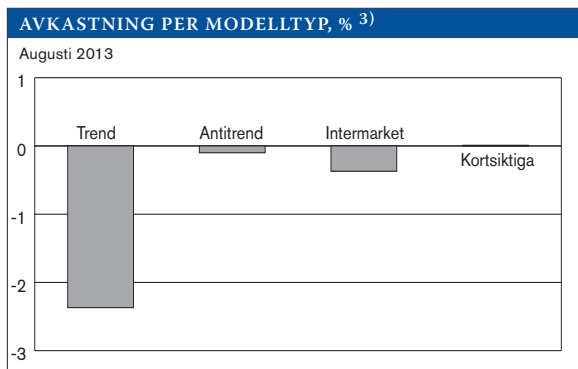 AVKASTNING PER MODELLTYP, % 3)
Augusti 2013
1
Trend Antitrend Intermarket
0
Kortsiktiga
-1
-2
-3